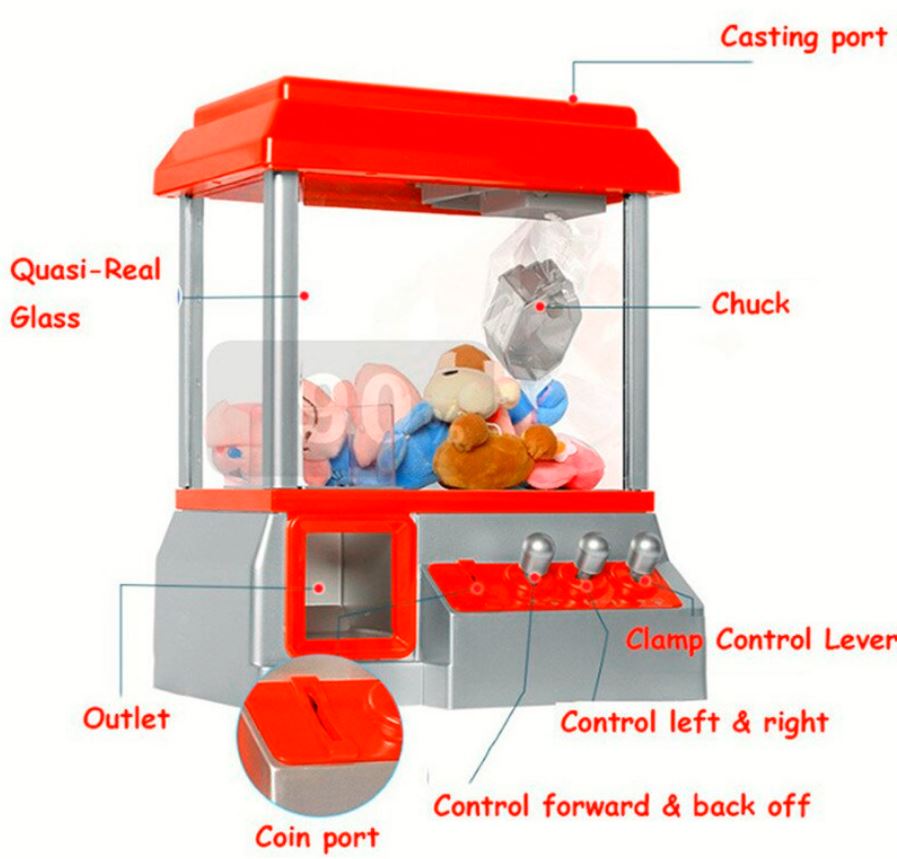 Casting port
Quasi-Real
Glass
Chuck
90
Clamp Control Lever
Outlet
Control left & right
Control forward & back off
Coin port